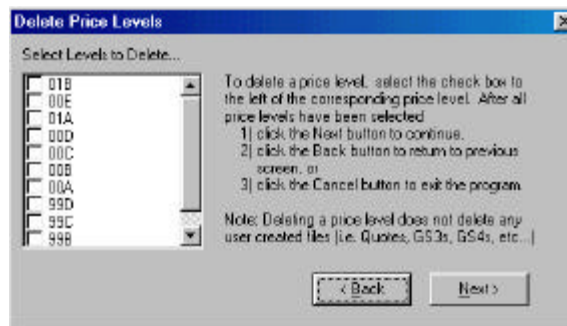 Delete Price Levels
Select Levels to Delete...
01B
00E
01A
00D
00C
00B
00A
99D
99C
99B
To delete a price level, select the check box to
the left of the corresponding price level. After all
price levels have been selected
1) click the Next button to continue.
2) click the Back button to return to previous
screen, or
3) click the Cancel button to exit the program.
Note: Deleting a price level does not delete any
user created files (i.e. Quotes, GS3s, GS4s, etc...)
< Back
Next >